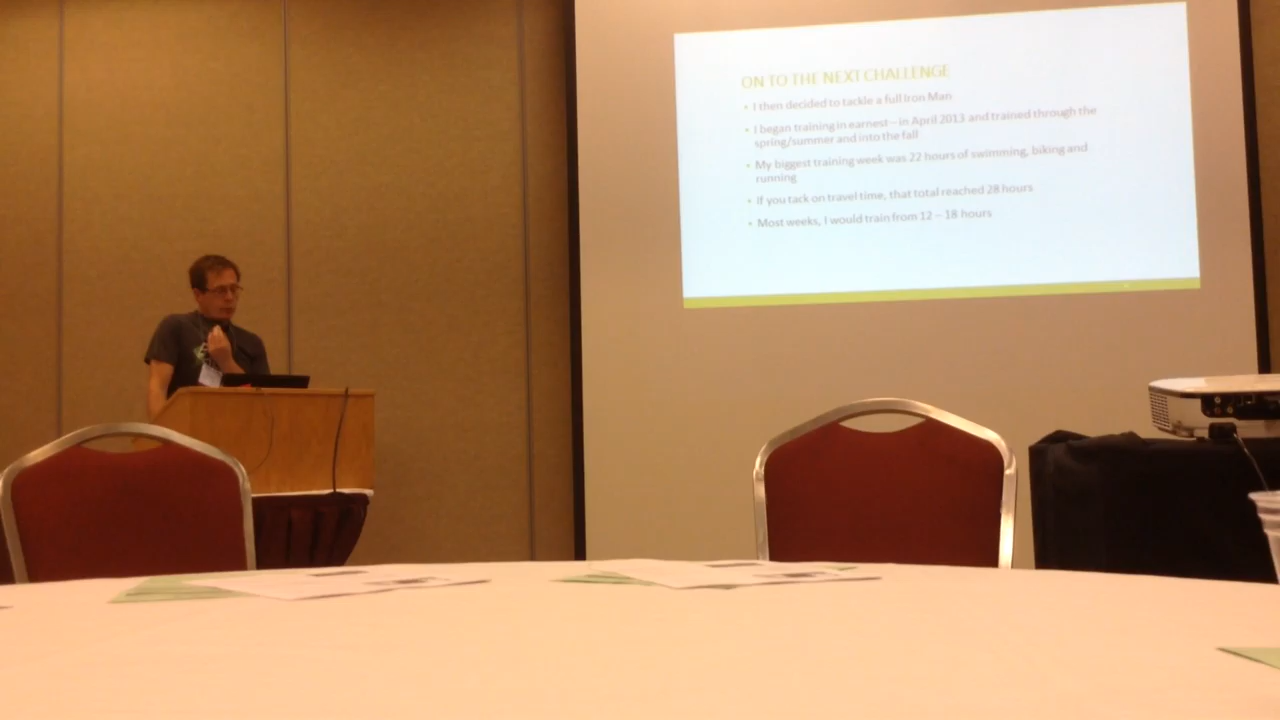 ON TO THE NEXT CHALLENGE
• I then decided to tackle a full Iron Man
• I began training in earnest – in April 2013 and trained through the
spring/summer and into the fall
• My biggest training week was 22 hours of swimming, biking and
running
• If you tack on travel time, that total reached 28 hours
• Most weeks, I would train from 12 – 18 hours